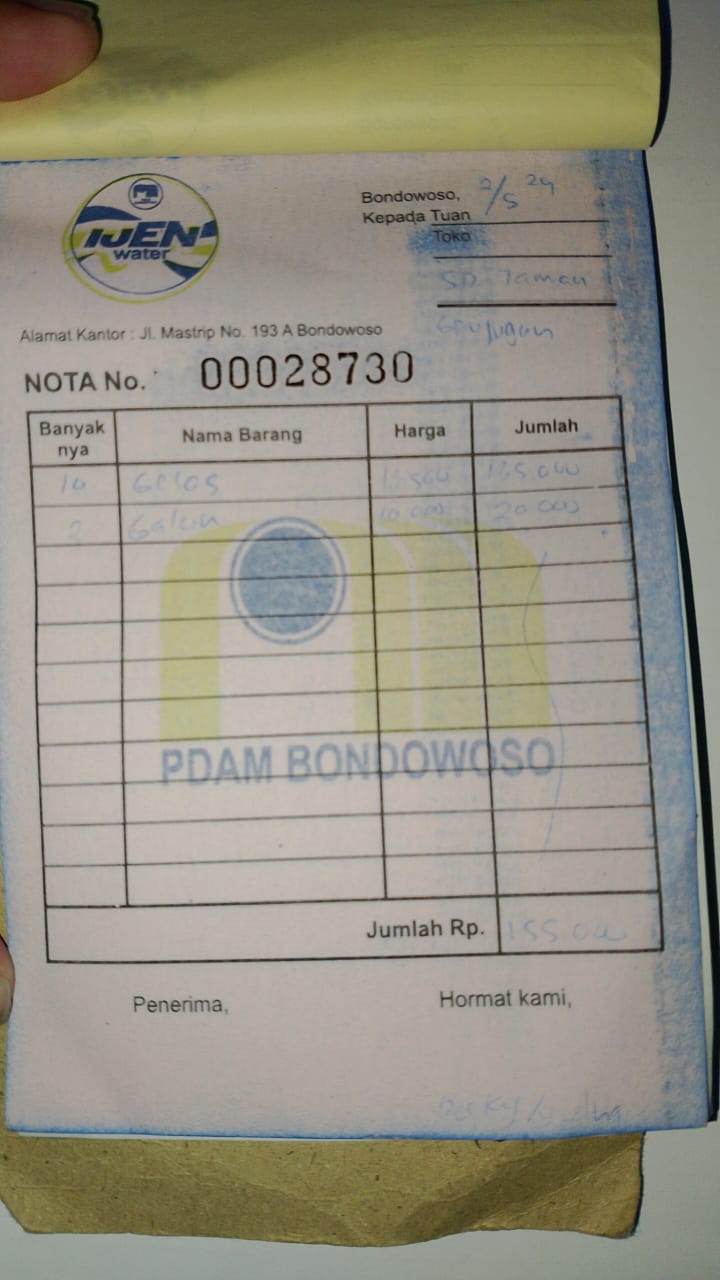 IJEN
water
Bondowoso, 2/5 24
Kepada Tuan
Toko
SD Taman
Grujugan
Alamat Kantor : Jl. Mastrip No. 193 A Bondowoso
NOTA No. 00028730
Banyak nya Nama Barang Harga Jumlah
10 Gelas 13.500 135.000
2 Galon 10.000 20.000
PDAM BONDOWOSO
Jumlah Rp. 155.000
Penerima, Hormat kami,